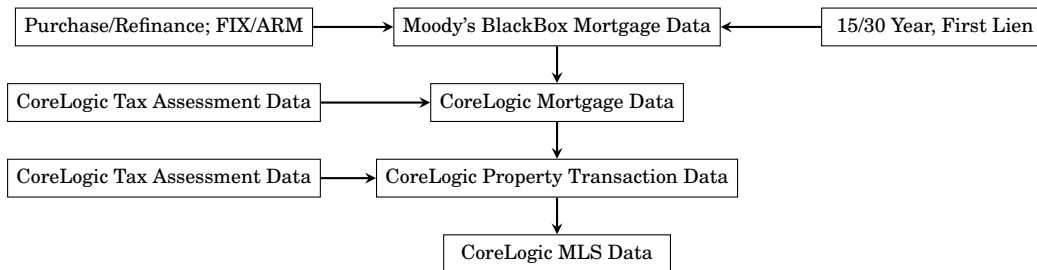 Purchase/Refinance; FIX/ARM
Moody's BlackBox Mortgage Data
15/30 Year, First Lien
CoreLogic Tax Assessment Data
CoreLogic Mortgage Data
CoreLogic Tax Assessment Data
CoreLogic Property Transaction Data
CoreLogic MLS Data